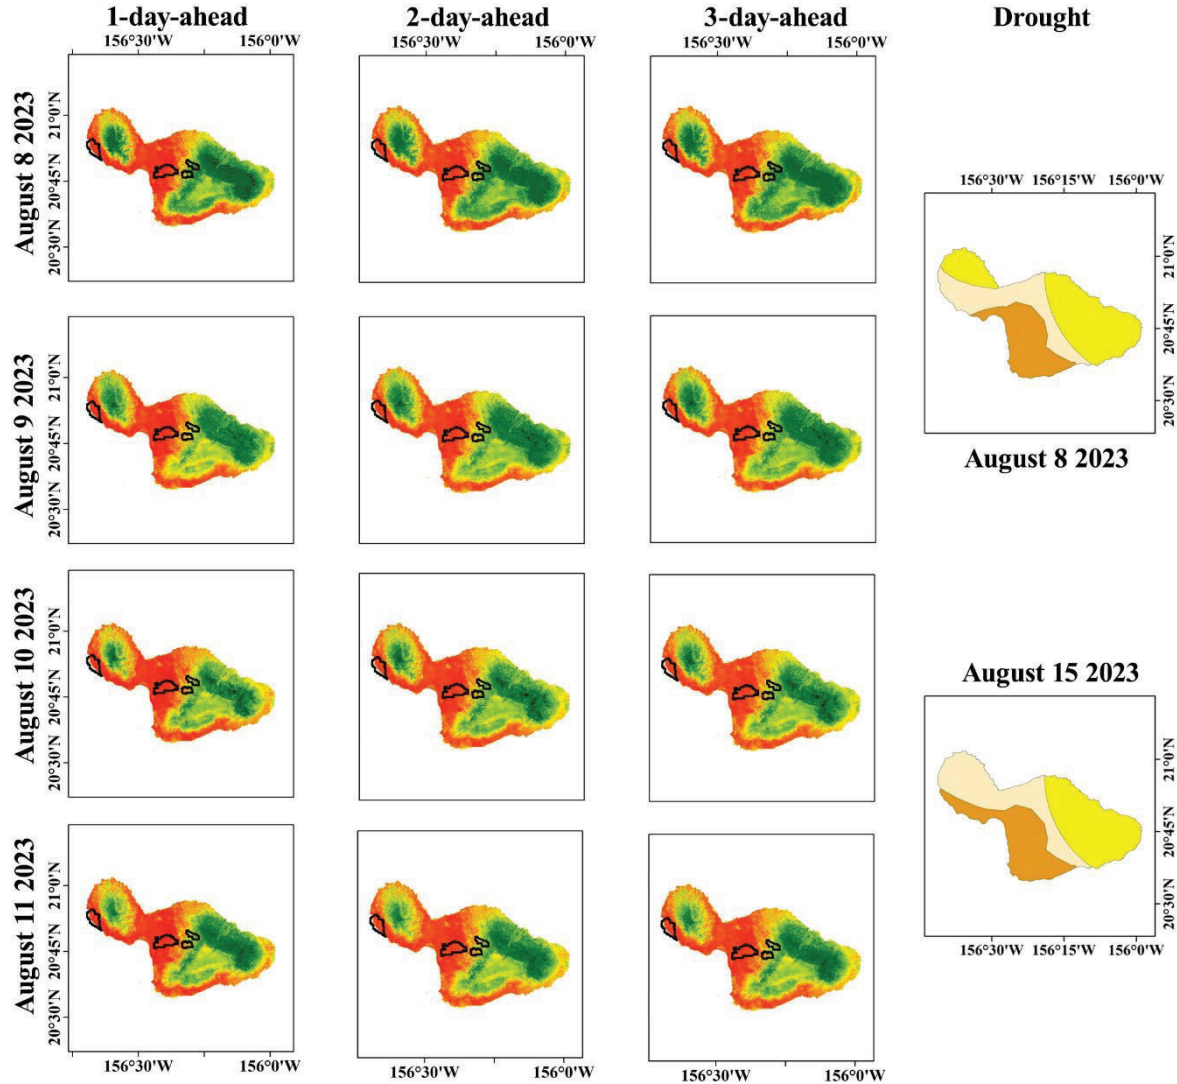 1-day-ahead
2-day-ahead
3-day-ahead
Drought
156°30'W 156°0'W
156°30'W 156°0'W
156°30'W 156°0'W
August 8 2023
21°0'N
20°45'N
20°30'N
156°30'W 156°15'W 156°0'W
21°0'N
20°45'N
20°30'N
August 8 2023
August 9 2023
21°0'N
20°45'N
20°30'N
August 10 2023
21°0'N
20°45'N
20°30'N
August 15 2023
21°0'N
20°45'N
20°30'N
156°30'W 156°15'W 156°0'W
August 11 2023
21°0'N
20°45'N
20°30'N
156°30'W 156°0'W
156°30'W 156°0'W
156°30'W 156°0'W